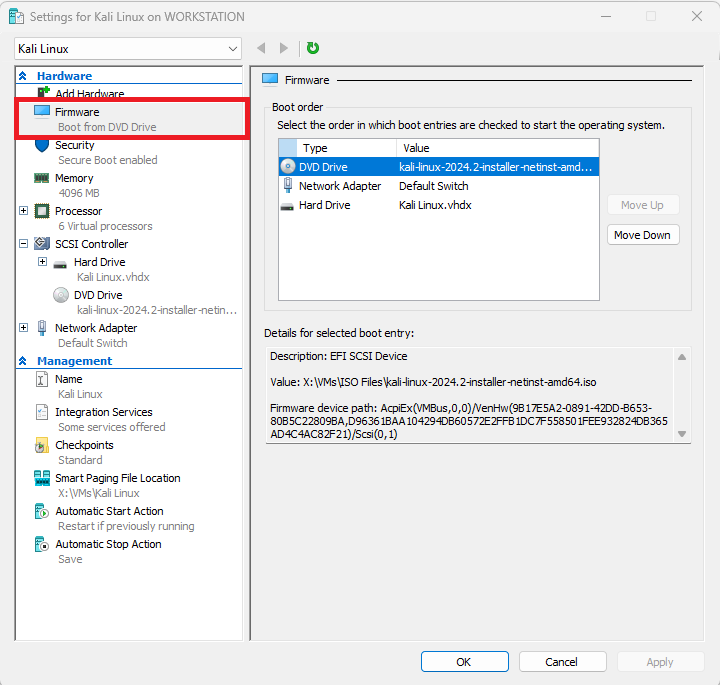 Settings for Kali Linux on WORKSTATION
Kali Linux
Hardware
Add Hardware
Firmware
Boot from DVD Drive
Security
Secure Boot enabled
Memory
4096 MB
Processor
6 Virtual processors
SCSI Controller
Hard Drive
Kali Linux.vhdx
DVD Drive
kali-linux-2024.2-installer-netin...
Network Adapter
Default Switch
Management
Name
Kali Linux
Integration Services
Some services offered
Checkpoints
Standard
Smart Paging File Location
X:\VMs\Kali Linux
Automatic Start Action
Restart if previously running
Automatic Stop Action
Save
Firmware
Boot order
Select the order in which boot entries are checked to start the operating system.
Type Value
DVD Drive kali-linux-2024.2-installer-netinst-amd...
Network Adapter Default Switch
Hard Drive Kali Linux.vhdx
Move Up
Move Down
Details for selected boot entry:
Description: EFI SCSI Device
Value: X:\VMs\ISO Files\kali-linux-2024.2-installer-netinst-amd64.iso
Firmware device path: AcpiEx(VMBus,0,0)/VenHw(9B17E5A2-0891-42DD-B653-
80B5C22809BA,D96361BAA104294DB60572E2FFB1DC7F558501FEE932824DB365
AD4C4AC82F21)/Scsi(0,1)
OK Cancel Apply